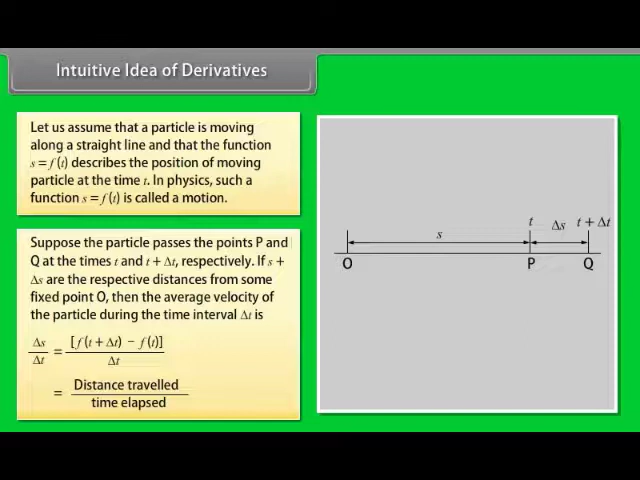 Intuitive Idea of Derivatives
Let us assume that a particle is moving
along a straight line and that the function
s = f (t) describes the position of moving
particle at the time t. In physics, such a
function s = f (t) is called a motion.
Suppose the particle passes the points P and
Q at the times t and t + Δt, respectively. If s +
Δs are the respective distances from some
fixed point O, then the average velocity of
the particle during the time interval Δt is
Δs/Δt = [f (t + Δt) − f (t)]/Δt
= Distance travelled
time elapsed
t Δs t + Δt
s
O P Q